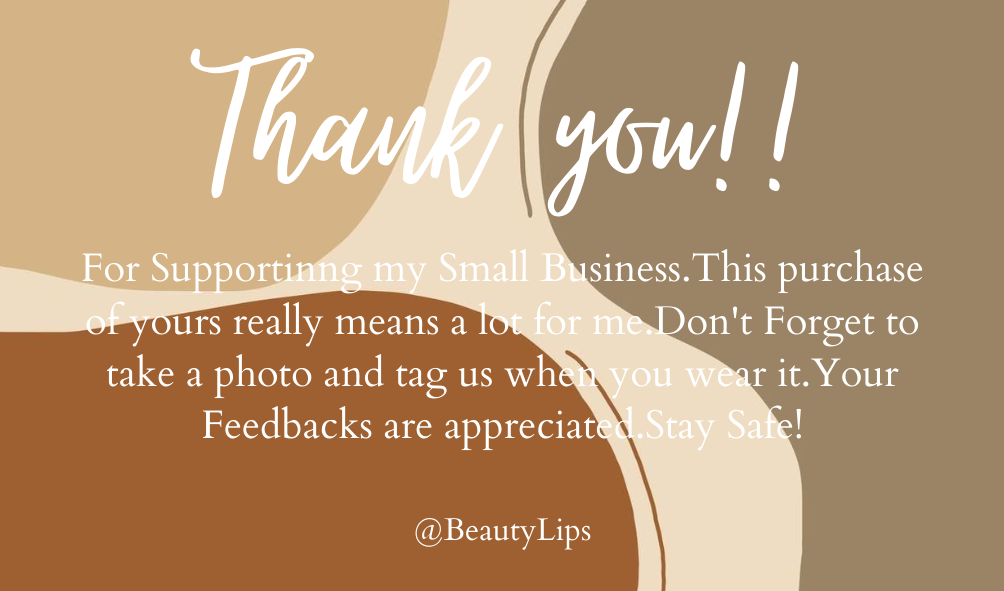 Thank you!!
For Supportinng my Small Business.This purchase
of yours really means a lot for me.Don't Forget to
take a photo and tag us when you wear it.Your
Feedbacks are appreciated.Stay Safe!
@BeautyLips